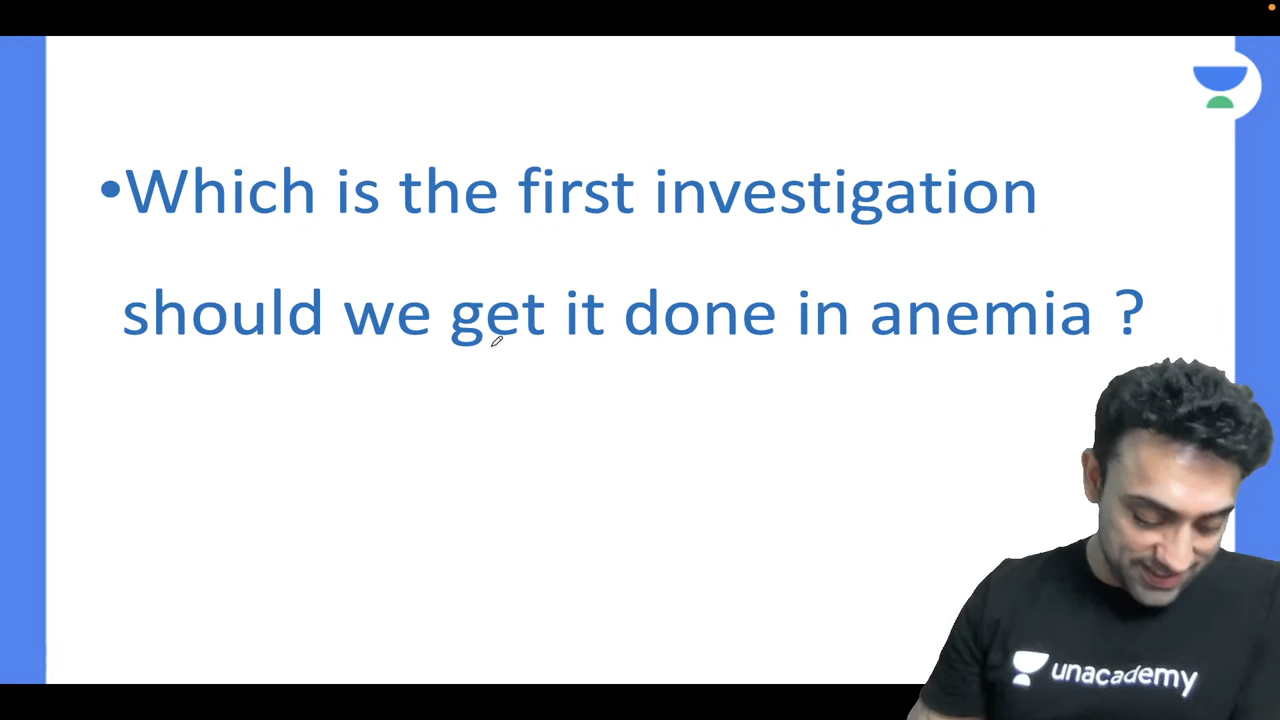 •Which is the first investigation
should we get it done in anemia ?
unacademy